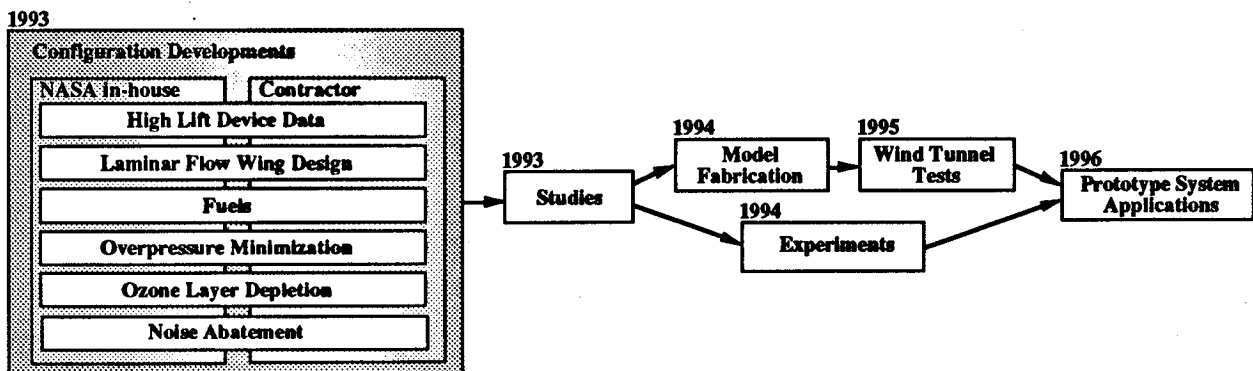 1993
Configuration Developments
NASA in-house
Contractor
High Lift Device Data
Laminar Flow Wing Design
Fuels
Overpressure Minimization
Ozone Layer Depletion
Noise Abatement
1993
Studies
1994
Model
Fabrication
1995
Wind Tunnel
Tests
1994
Experiments
1996
Prototype System
Applications